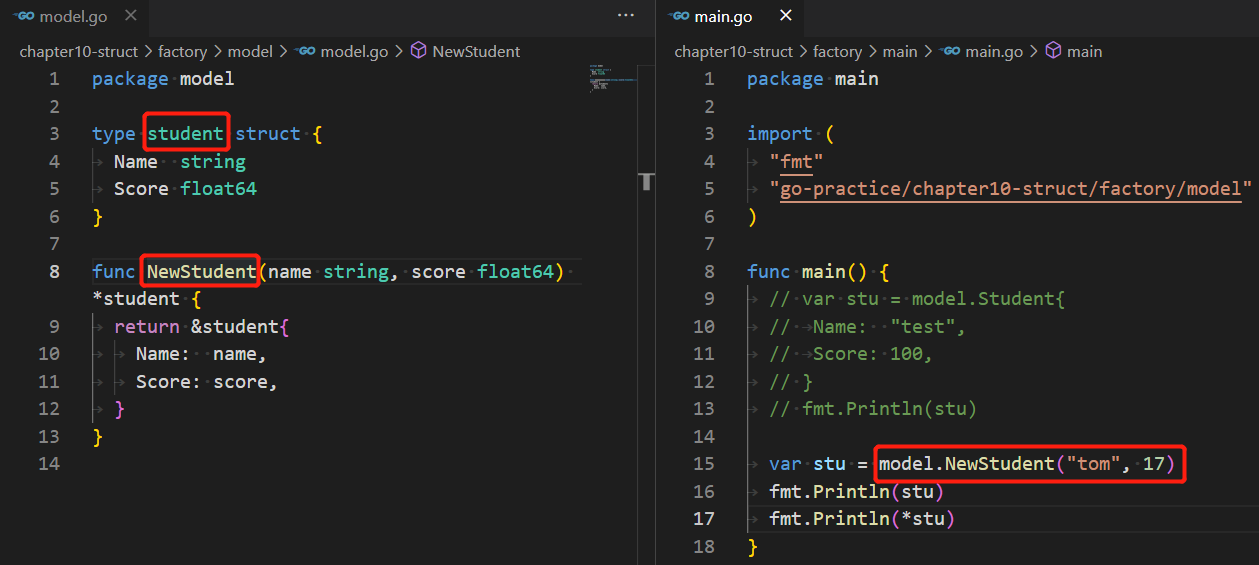 GO model.go ×
chapter10-struct > factory > model > GO model.go > NewStudent
1 package model
2
3 type student struct {
4 Name string
5 Score float64
6 }
7
8 func NewStudent(name string, score float64)
*student {
9 return &student{
10 Name: name,
11 Score: score,
12 }
13 }
14
GO main.go ×
chapter10-struct > factory > main > GO main.go > main
1 package main
2
3 import (
4 "fmt"
5 "go-practice/chapter10-struct/factory/model"
6 )
7
8 func main() {
9 // var stu = model.Student{
10 // Name: "test",
11 // Score: 100,
12 // }
13 // fmt.Println(stu)
14
15 var stu = model.NewStudent("tom", 17)
16 fmt.Println(stu)
17 fmt.Println(*stu)
18 }